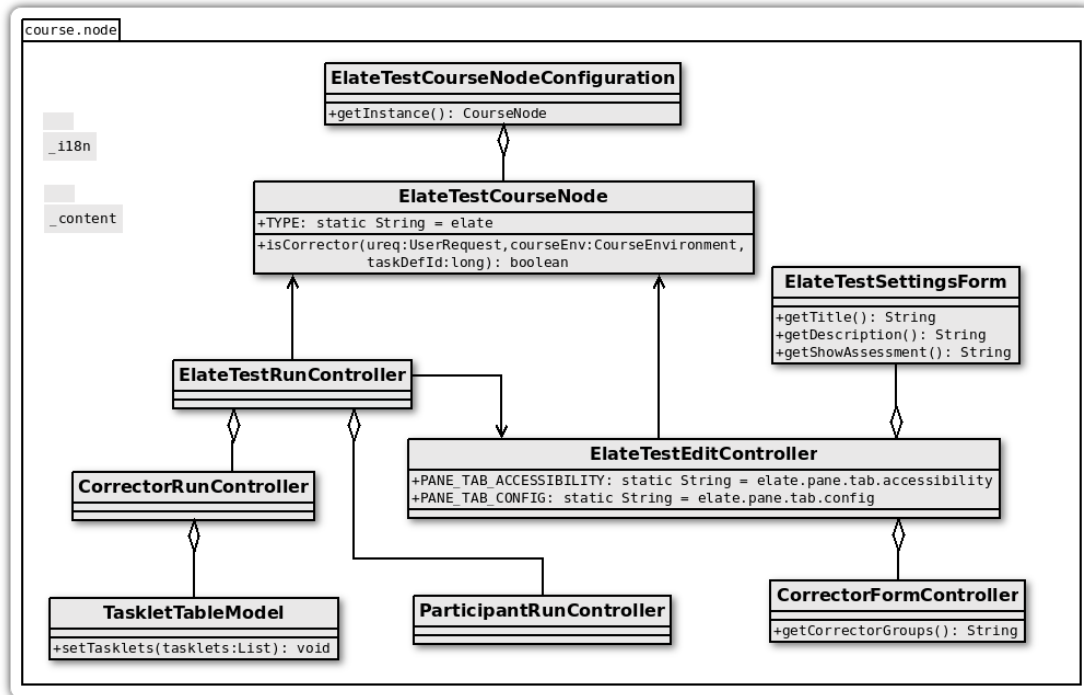 course.node
ElateTestCourseNodeConfiguration
+getInstance(): CourseNode
_i18n
_content
ElateTestCourseNode
+TYPE: static String = elate
+isCorrector(ureq:UserRequest,courseEnv:CourseEnvironment,
taskDefId:long): boolean
ElateTestSettingsForm
+getTitle(): String
+getDescription(): String
+getShowAssessment(): String
ElateTestRunController
ElateTestEditController
+PANE_TAB_ACCESSIBILITY: static String = elate.pane.tab.accessibility
+PANE_TAB_CONFIG: static String = elate.pane.tab.config
CorrectorRunController
TaskletTableModel
+setTasklets(tasklets:List): void
ParticipantRunController
CorrectorFormController
+getCorrectorGroups(): String